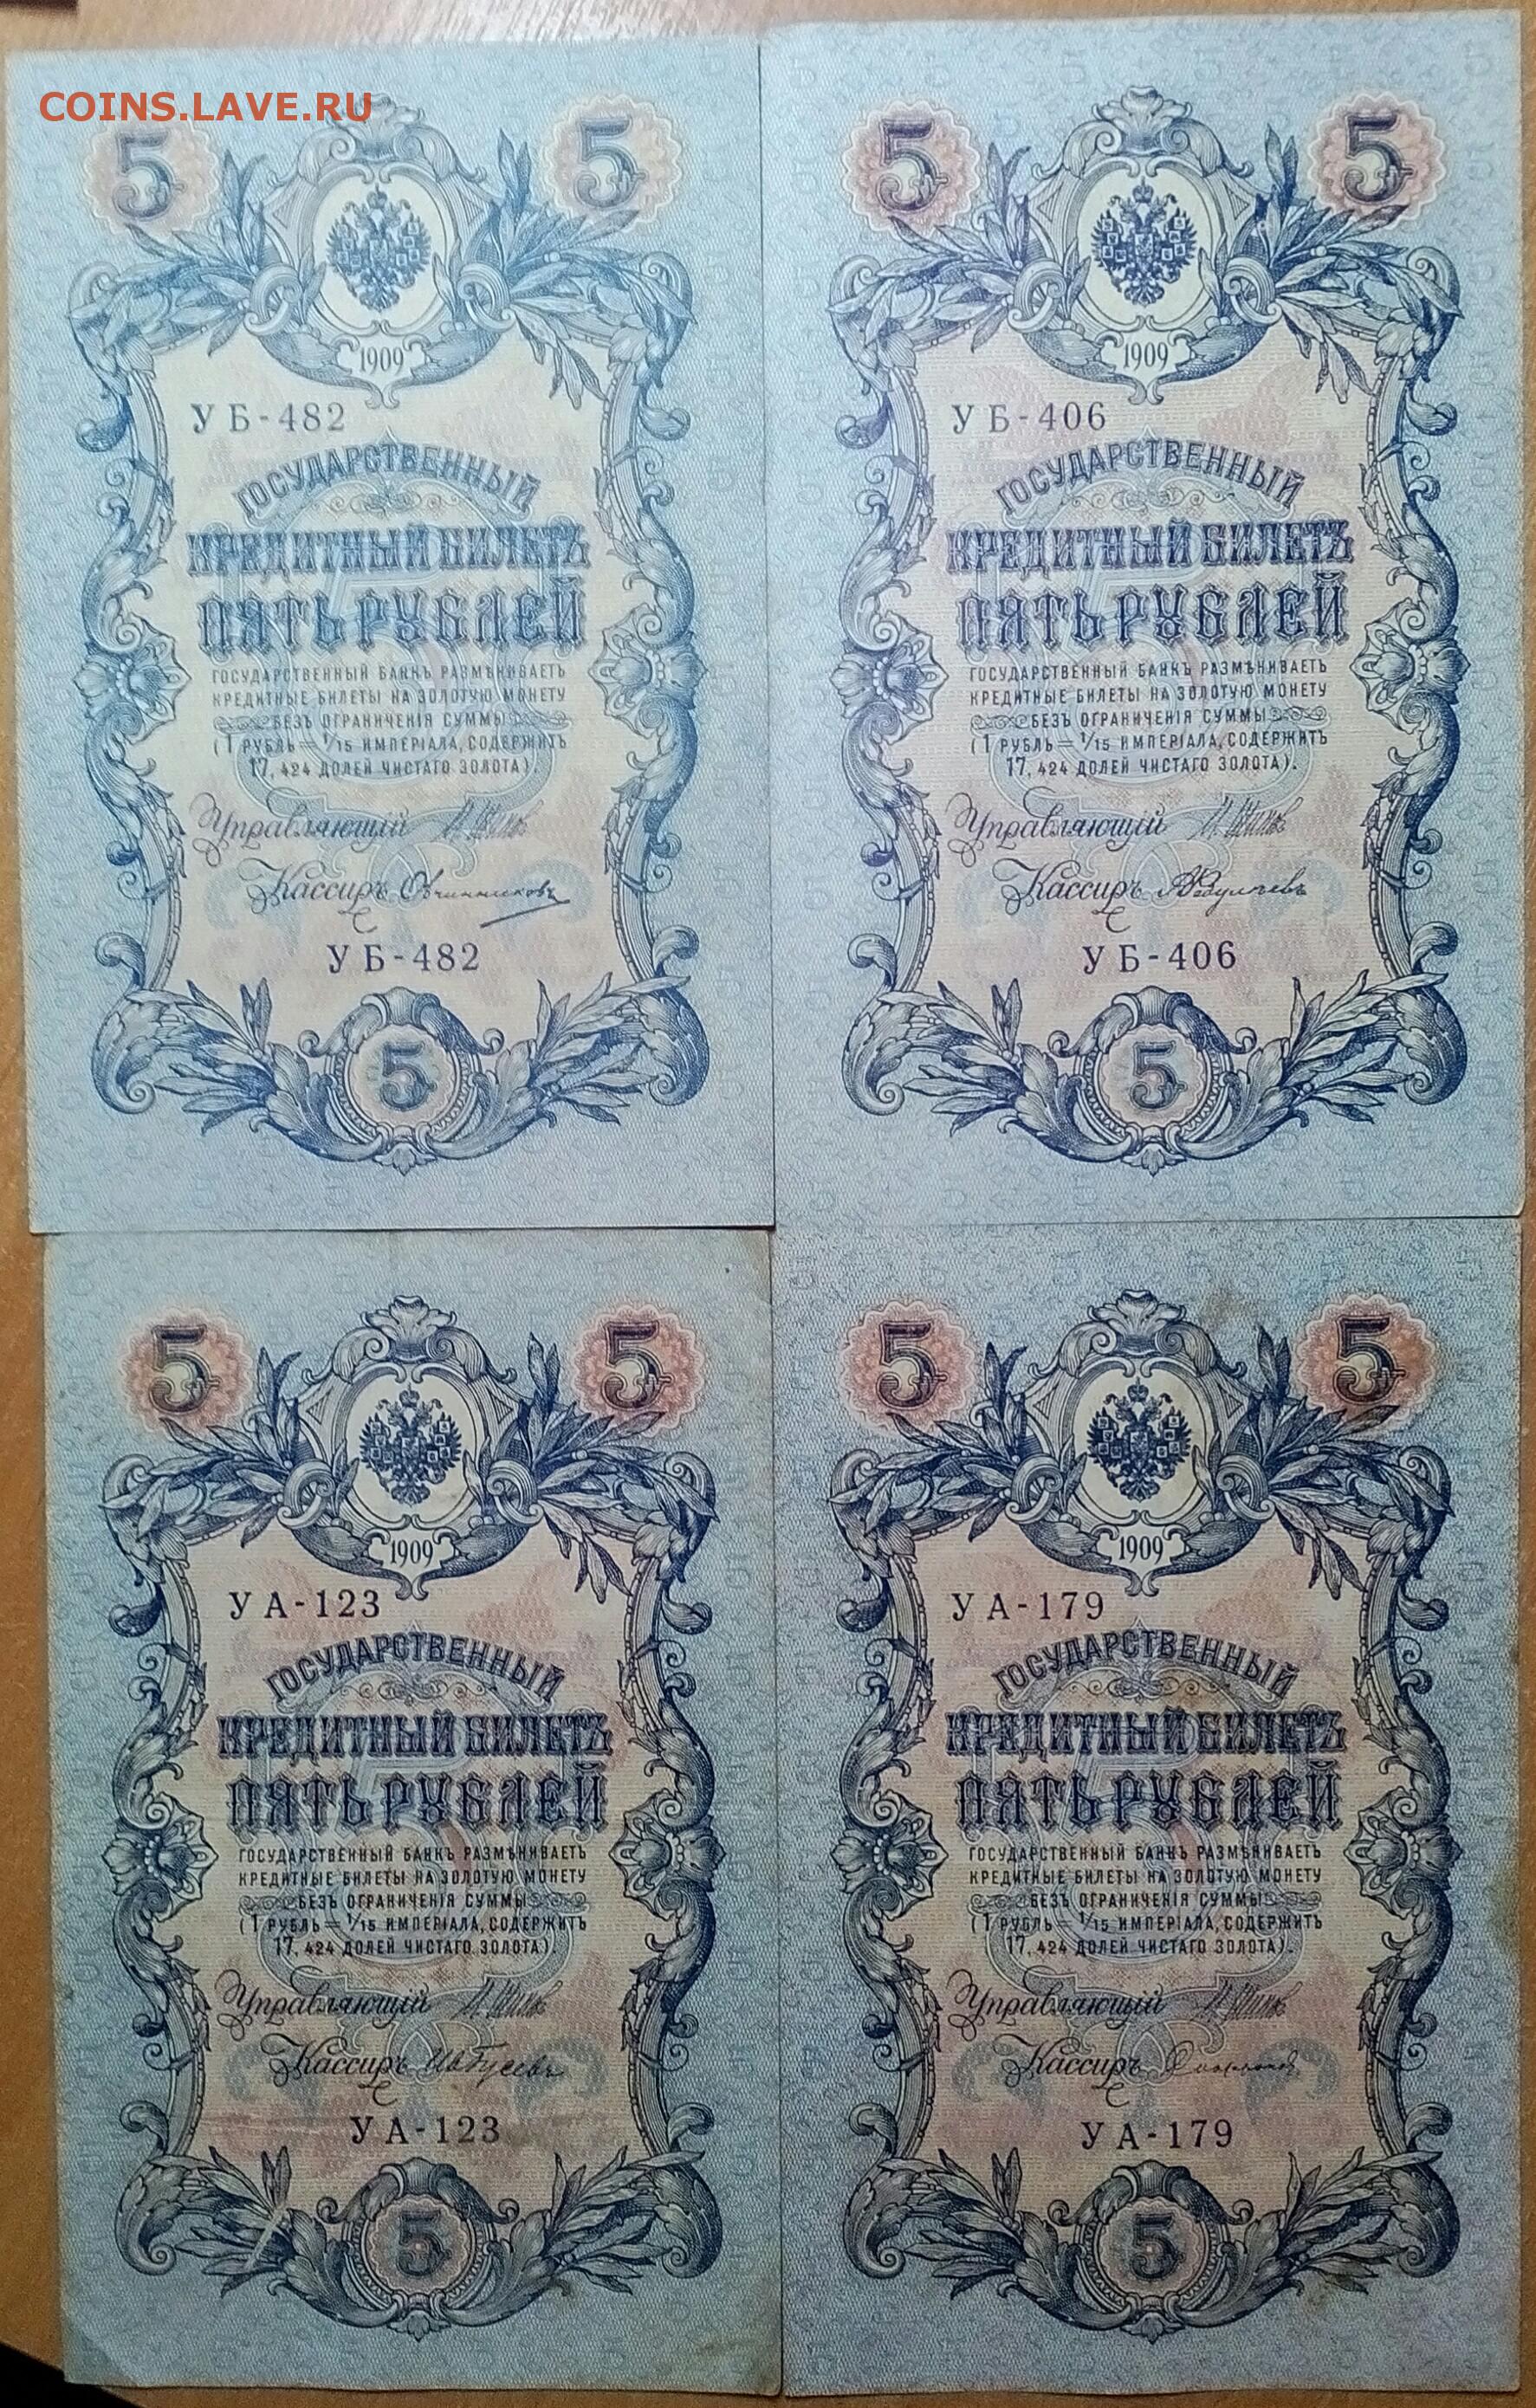 COINS.LAVE.RU
5 5
1909
УБ-482
ГОСУДАРСТВЕННЫЙ
КРЕДИТНЫЙ БИЛЕТЪ
ПЯТЬ РУБЛЕЙ
ГОСУДАРСТВЕННЫЙ БАНКЪ РАЗМѢНИВАЕТЪ
КРЕДИТНЫЕ БИЛЕТЫ НА ЗОЛОТУЮ МОНЕТУ
БЕЗЪ ОГРАНИЧЕНІЯ СУММЫ
(1 РУБЛЬ = 1/15 ИМПЕРІАЛА, СОДЕРЖИТЪ
17,424 ДОЛЕЙ ЧИСТАГО ЗОЛОТА).
Управляющій И Шипов
Кассиръ Овчинниковъ
УБ-482
5
5 5
1909
УБ-406
ГОСУДАРСТВЕННЫЙ
КРЕДИТНЫЙ БИЛЕТЪ
ПЯТЬ РУБЛЕЙ
ГОСУДАРСТВЕННЫЙ БАНКЪ РАЗМѢНИВАЕТЪ
КРЕДИТНЫЕ БИЛЕТЫ НА ЗОЛОТУЮ МОНЕТУ
БЕЗЪ ОГРАНИЧЕНІЯ СУММЫ
(1 РУБЛЬ = 1/15 ИМПЕРІАЛА, СОДЕРЖИТЪ
17,424 ДОЛЕЙ ЧИСТАГО ЗОЛОТА).
Управляющій И Шипов
Кассиръ
УБ-406
5
5 5
1909
УА-123
ГОСУДАРСТВЕННЫЙ
КРЕДИТНЫЙ БИЛЕТЪ
ПЯТЬ РУБЛЕЙ
ГОСУДАРСТВЕННЫЙ БАНКЪ РАЗМѢНИВАЕТЪ
КРЕДИТНЫЕ БИЛЕТЫ НА ЗОЛОТУЮ МОНЕТУ
БЕЗЪ ОГРАНИЧЕНІЯ СУММЫ
(1 РУБЛЬ = 1/15 ИМПЕРІАЛА, СОДЕРЖИТЪ
17,424 ДОЛЕЙ ЧИСТАГО ЗОЛОТА).
Управляющій И Шипов
Кассиръ Ив Гусевъ
УА-123
5
5 5
1909
УА-179
ГОСУДАРСТВЕННЫЙ
КРЕДИТНЫЙ БИЛЕТЪ
ПЯТЬ РУБЛЕЙ
ГОСУДАРСТВЕННЫЙ БАНКЪ РАЗМѢНИВАЕТЪ
КРЕДИТНЫЕ БИЛЕТЫ НА ЗОЛОТУЮ МОНЕТУ
БЕЗЪ ОГРАНИЧЕНІЯ СУММЫ
(1 РУБЛЬ = 1/15 ИМПЕРІАЛА, СОДЕРЖИТЪ
17,424 ДОЛЕЙ ЧИСТАГО ЗОЛОТА).
Управляющій И Шипов
Кассиръ
УА-179
5